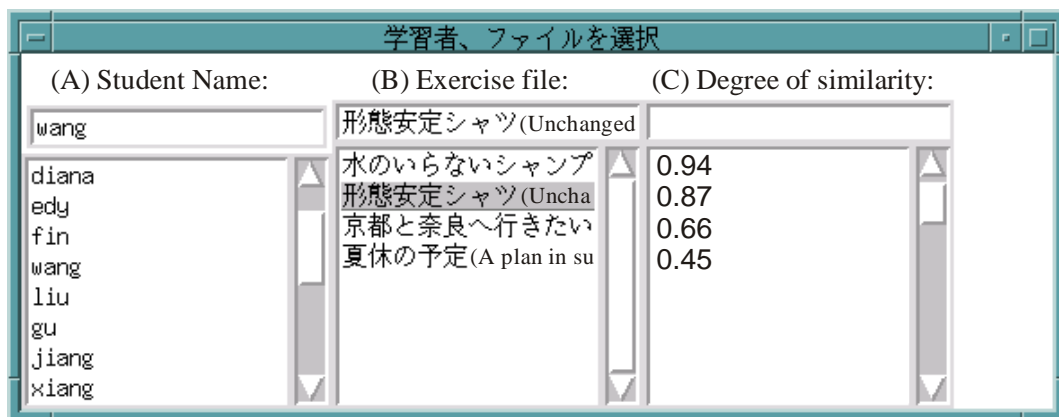 学習者、ファイルを選択
(A) Student Name:
(B) Exercise file:
(C) Degree of similarity:
wang
形態安定シャツ(Unchanged
diana
edy
fin
wang
liu
gu
jiang
xiang
水のいらないシャンプ
形態安定シャツ(Uncha
京都と奈良へ行きたい
夏休の予定(A plan in su
0.94
0.87
0.66
0.45